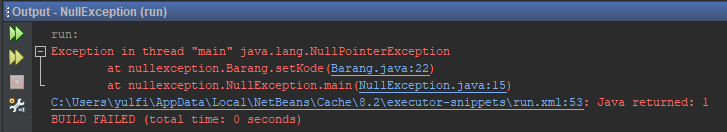 Output - NullException (run)
run:
Exception in thread "main" java.lang.NullPointerException
at nullexception.Barang.setKode(Barang.java:22)
at nullexception.NullException.main(NullException.java:15)
C:\Users\yulfi\AppData\Local\NetBeans\Cache\8.2\executor-snippets\run.xml:53: Java returned: 1
BUILD FAILED (total time: 0 seconds)